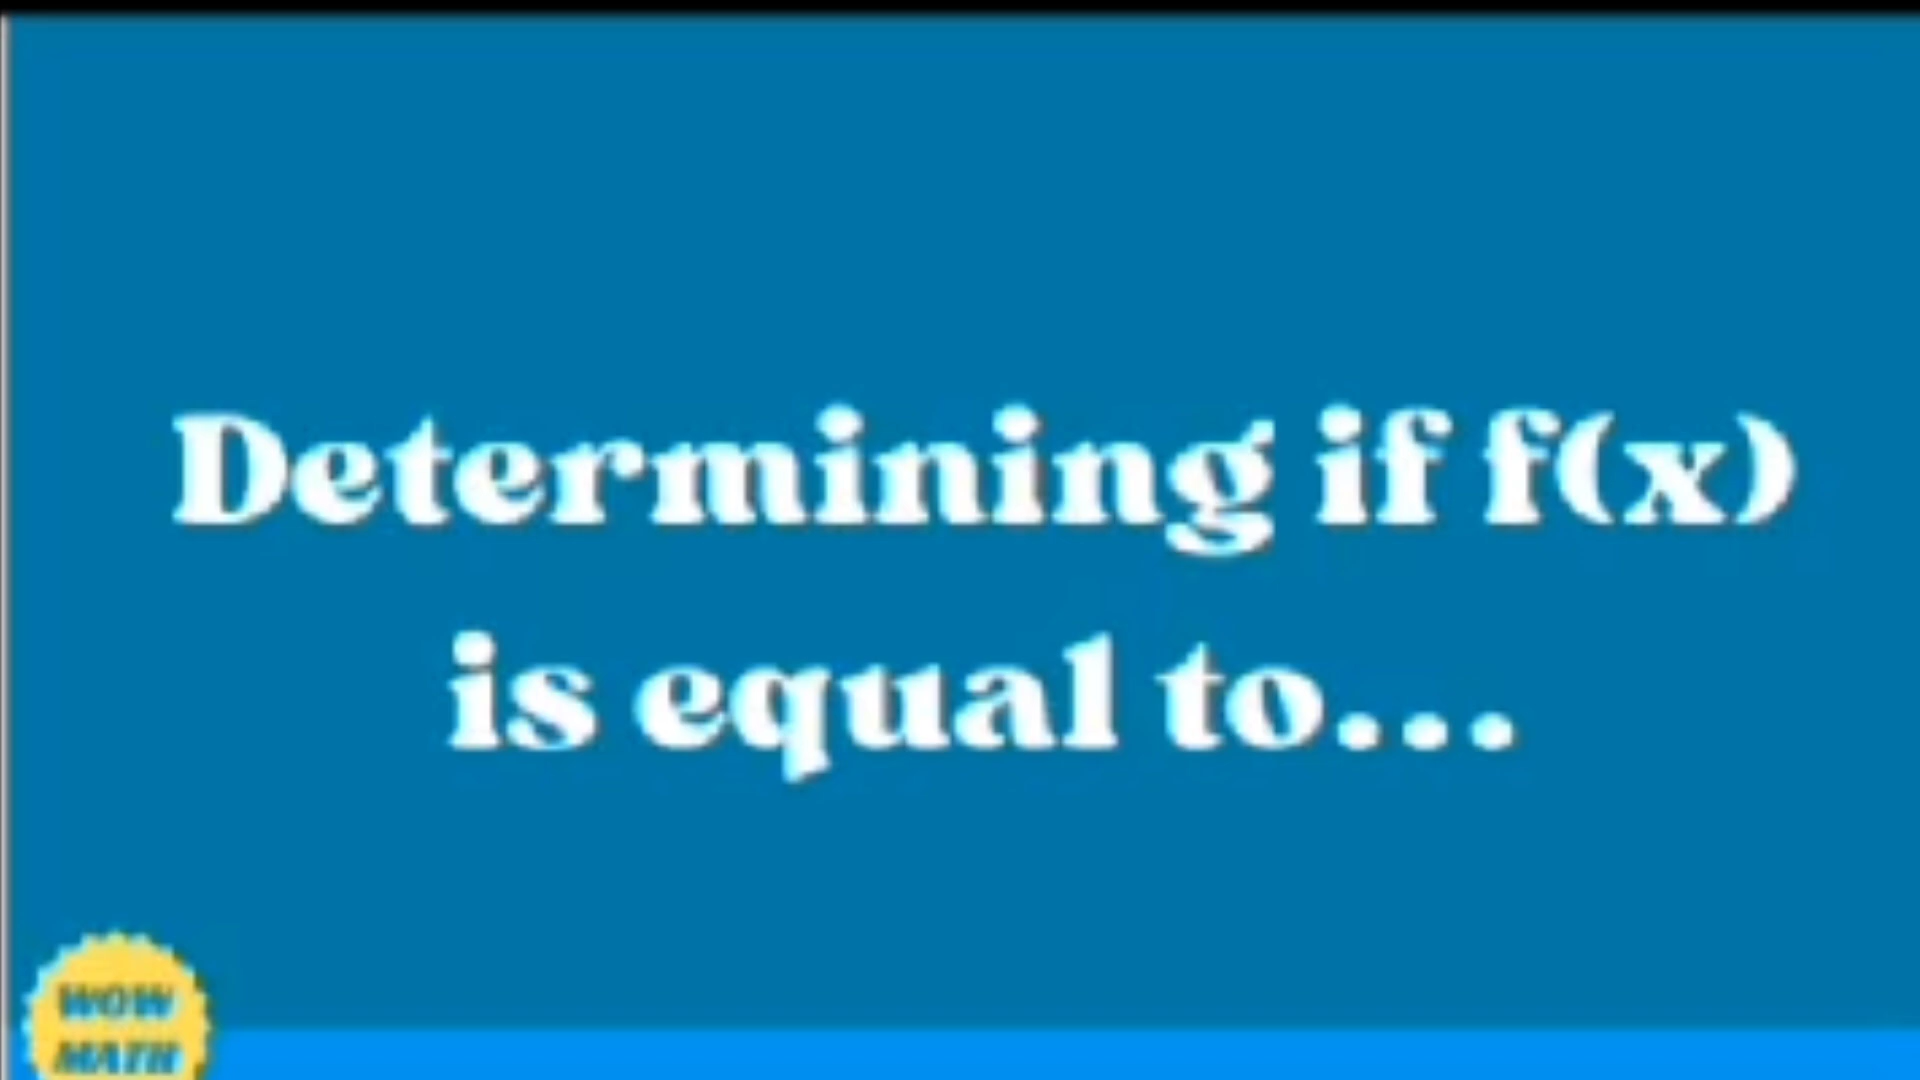 Determining if f(x)
is equal to...
WOW
MATH